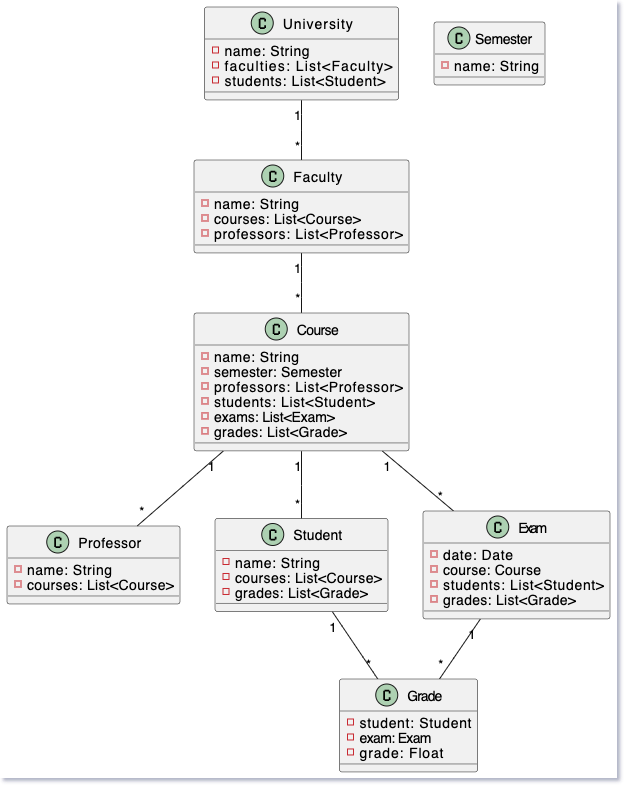 C University
name: String
faculties: List<Faculty>
students: List<Student>
C Semester
name: String
1
*
C Faculty
name: String
courses: List<Course>
professors: List<Professor>
1
*
C Course
name: String
semester: Semester
professors: List<Professor>
students: List<Student>
exams: List<Exam>
grades: List<Grade>
1 1 1
* * *
C Professor
name: String
courses: List<Course>
C Student
name: String
courses: List<Course>
grades: List<Grade>
C Exam
date: Date
course: Course
students: List<Student>
grades: List<Grade>
1 1
* *
C Grade
student: Student
exam: Exam
grade: Float